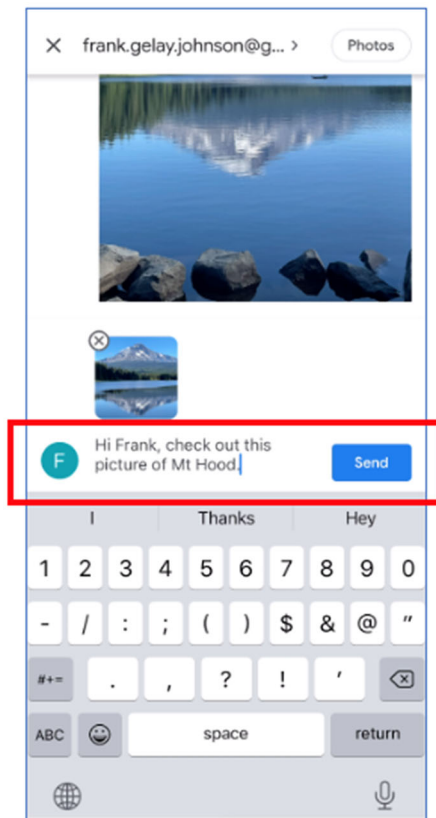 × frank.gelay.johnson@g... > Photos
F Hi Frank, check out this
picture of Mt Hood. Send
I Thanks Hey
1 2 3 4 5 6 7 8 9 0
- / : ; ( ) $ & @ "
#+= . , ? ! '
ABC space return